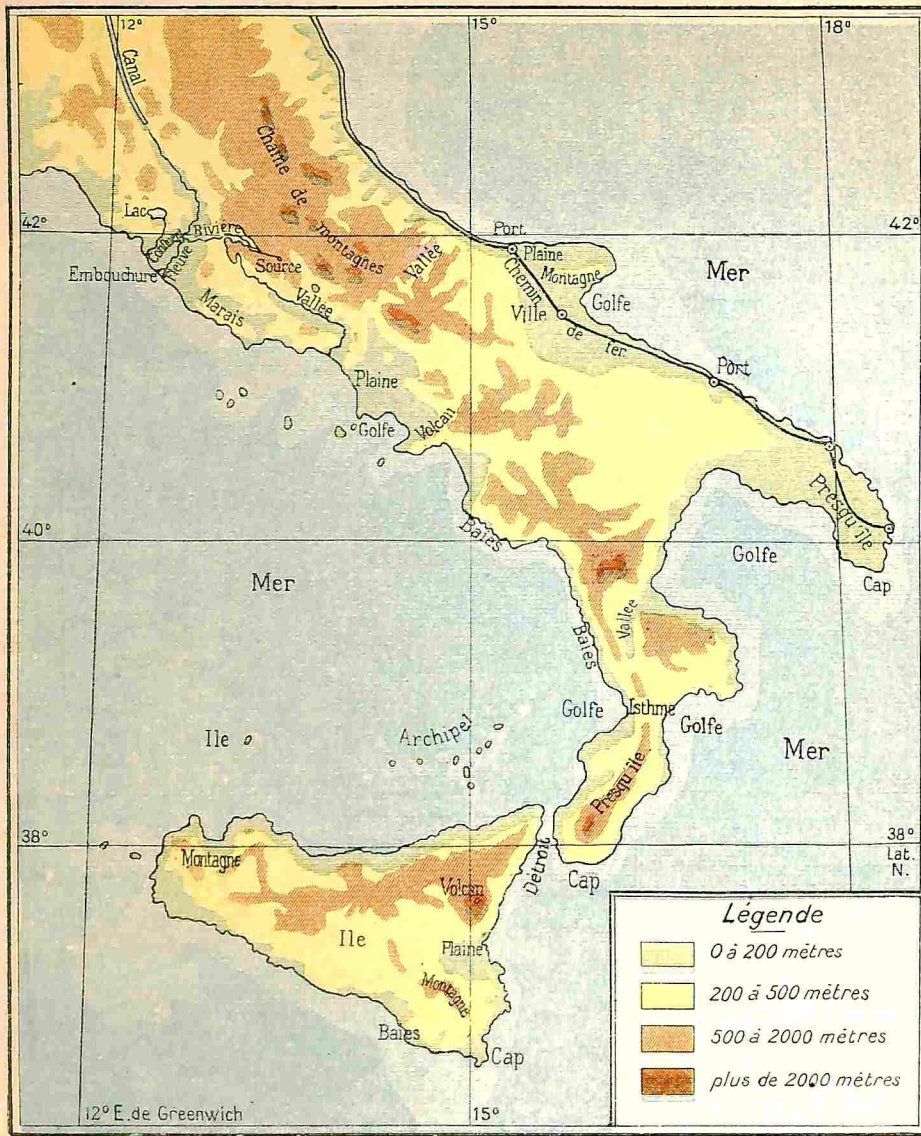 12°
15°
18°
Canal
Chaîne de montagnes
Lac
42°
Rivière
Port
42°
Confluent
Fleuve
Source
Vallée
Plaine
Montagne
Mer
Embouchure
Chemin de fer.
Golfe
Marais
Vallée
Ville
Plaine
Port
Golfe
Volcan
Presqu'île
Baies
40°
Golfe
Mer
Cap
Vallée
Baies
Golfe
Isthme
Golfe
Ile
Archipel
Mer
Presqu'île
38°
38°
Lat.
N.
Montagne
Détroit
Cap
Volcan
Ile
Plaine
Montagne
Baies
Cap
Légende
0 à 200 mètres
200 à 500 mètres
500 à 2000 mètres
plus de 2000 mètres
12° E. de Greenwich
15°